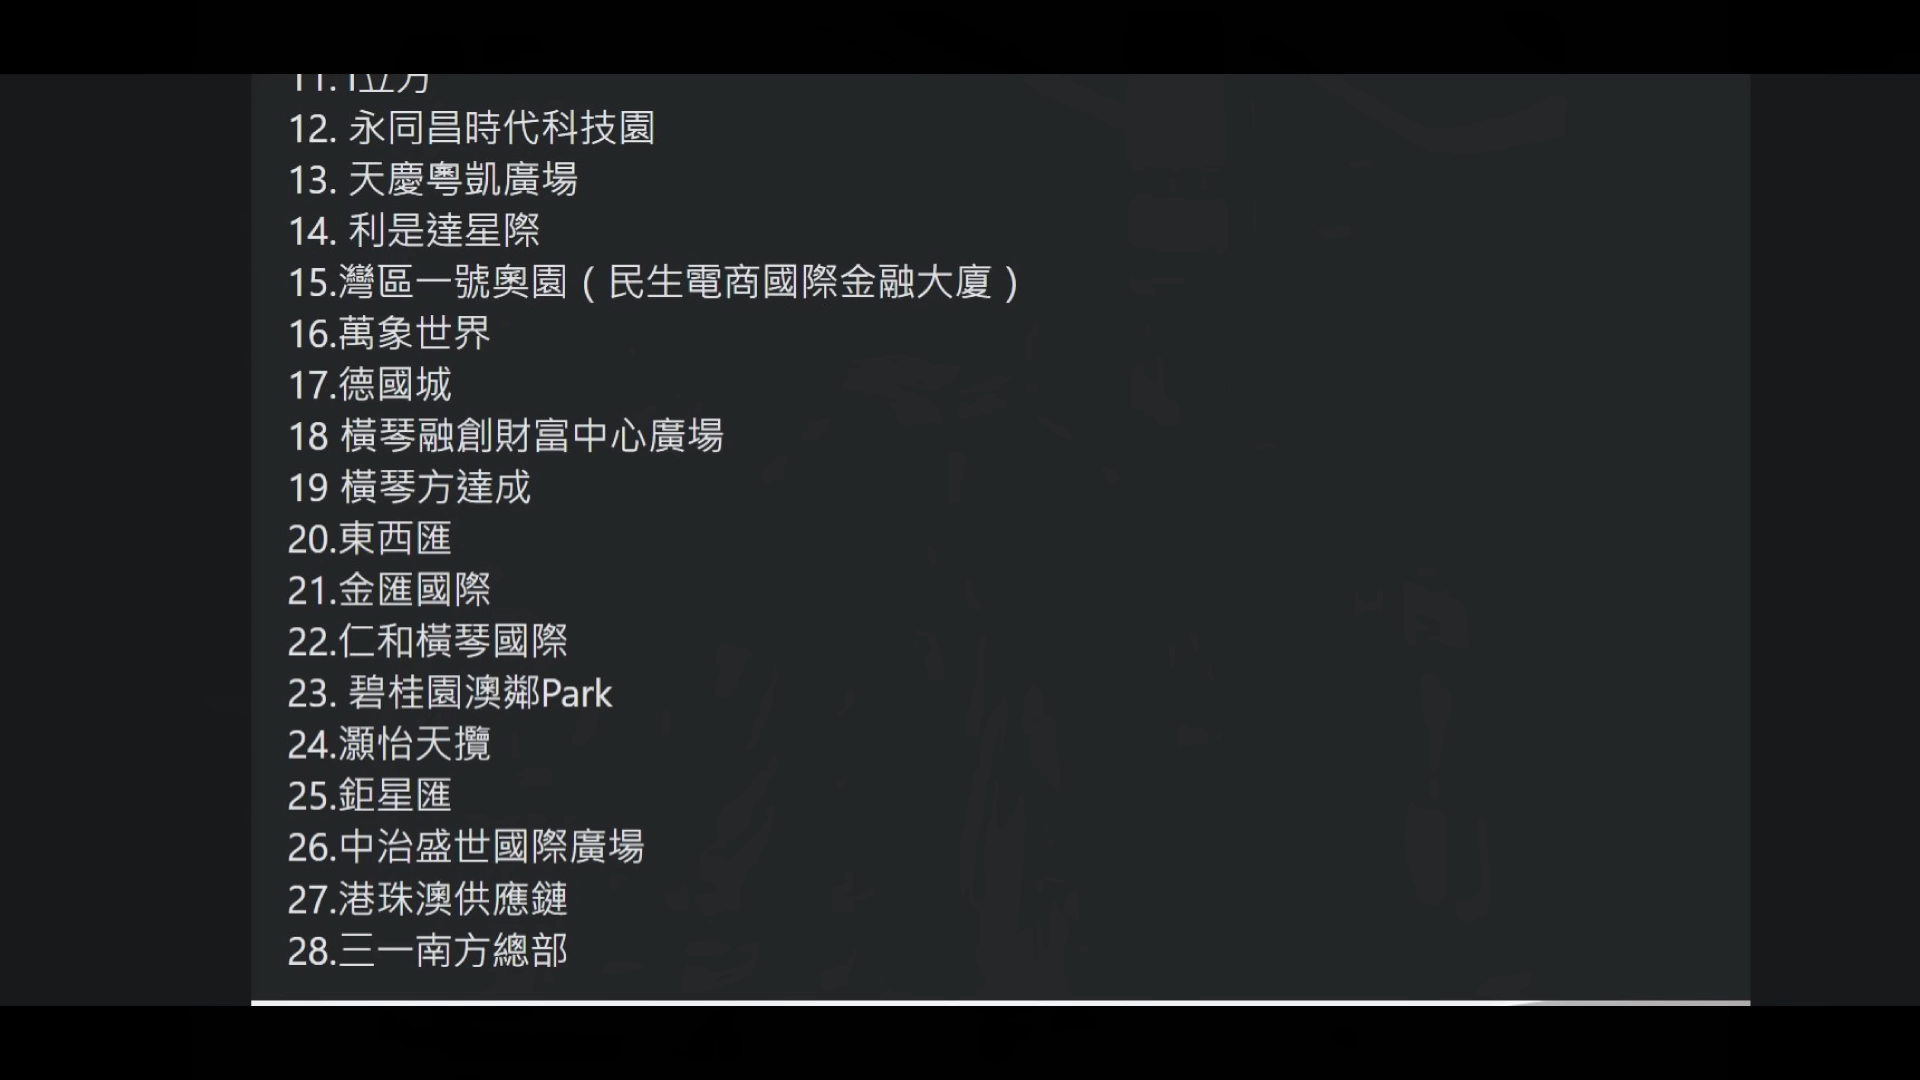 11. I立方
12. 永同昌時代科技園
13. 天慶粵凱廣場
14. 利是達星際
15.灣區一號奧園（民生電商國際金融大廈）
16.萬象世界
17.德國城
18 橫琴融創財富中心廣場
19 橫琴方達成
20.東西匯
21.金匯國際
22.仁和橫琴國際
23. 碧桂園澳鄰Park
24.灝怡天攬
25.鉅星匯
26.中治盛世國際廣場
27.港珠澳供應鏈
28.三一南方總部